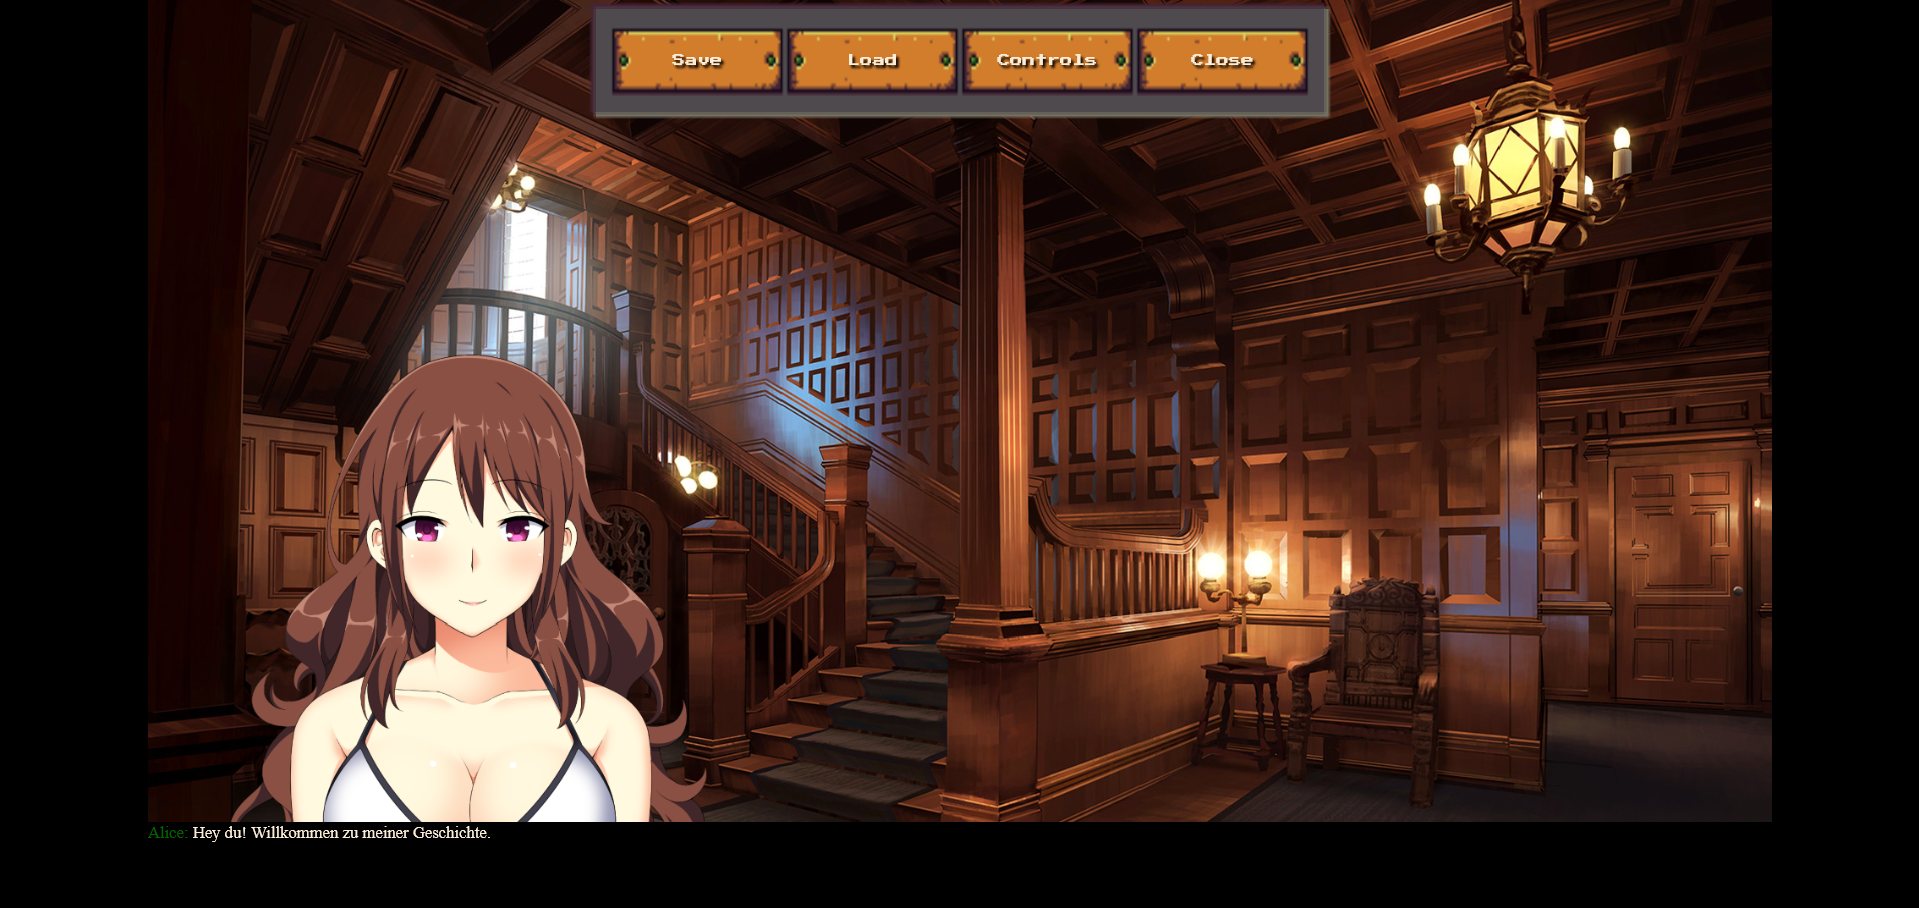 Save Load Controls Close
Alice: Hey du! Willkommen zu meiner Geschichte.